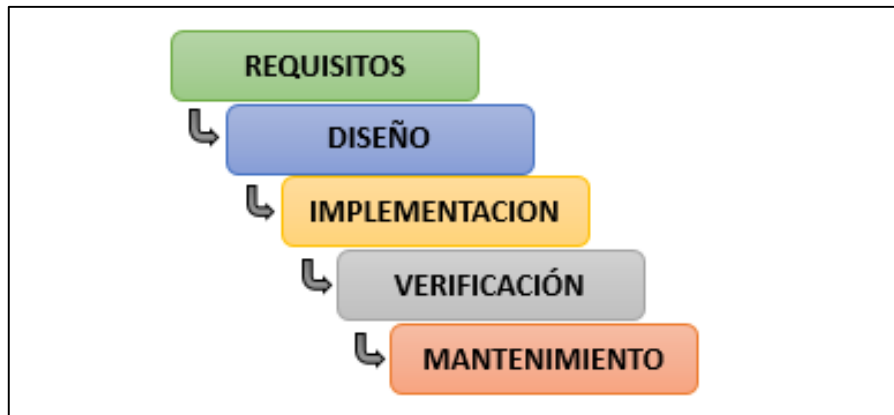 REQUISITOS
DISEÑO
IMPLEMENTACION
VERIFICACIÓN
MANTENIMIENTO